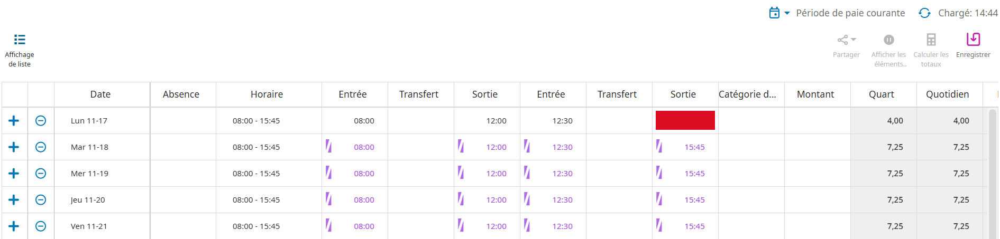 Période de paie courante Chargé: 14:44
Affichage de liste
Partager Afficher les éléments.. Calculer les totaux Enregistrer
Date Absence Horaire Entrée Transfert Sortie Entrée Transfert Sortie Catégorie d... Montant Quart Quotidien
Lun 11-17 08:00 - 15:45 08:00 12:00 12:30 4,00 4,00
Mar 11-18 08:00 - 15:45 08:00 12:00 12:30 15:45 7,25 7,25
Mer 11-19 08:00 - 15:45 08:00 12:00 12:30 15:45 7,25 7,25
Jeu 11-20 08:00 - 15:45 08:00 12:00 12:30 15:45 7,25 7,25
Ven 11-21 08:00 - 15:45 08:00 12:00 12:30 15:45 7,25 7,25